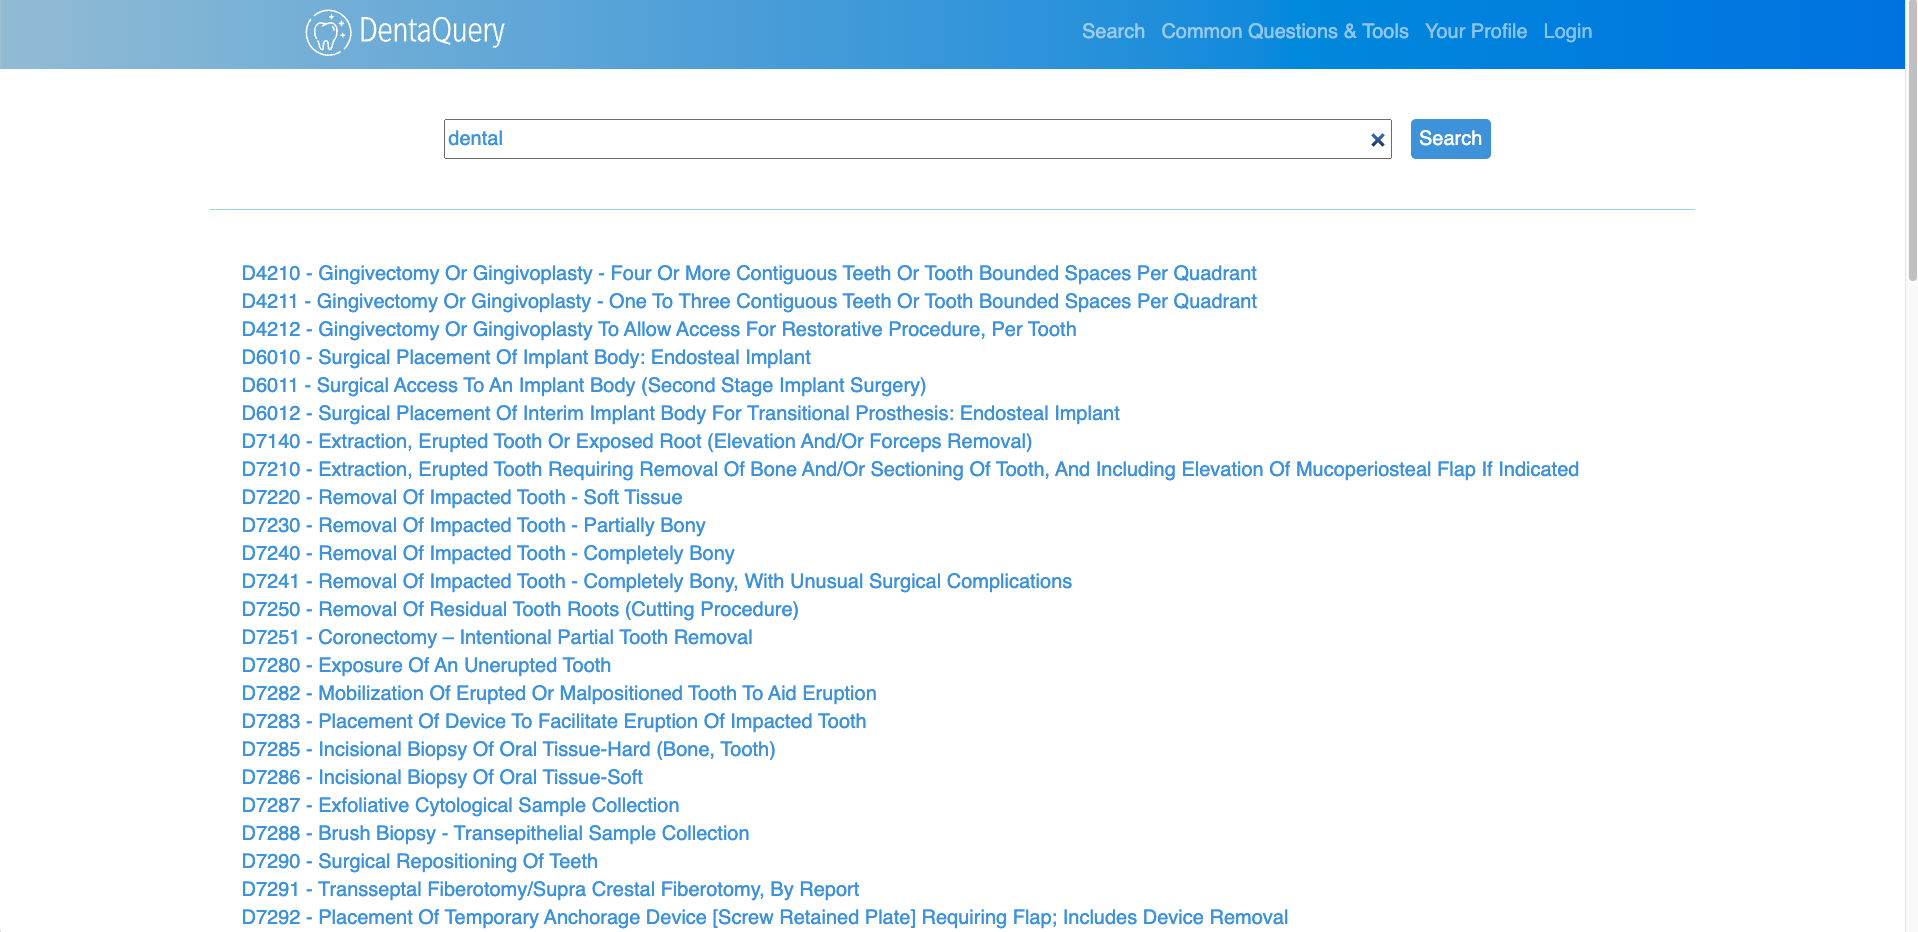 DentaQuery
Search Common Questions & Tools Your Profile Login
dental
Search
D4210 - Gingivectomy Or Gingivoplasty - Four Or More Contiguous Teeth Or Tooth Bounded Spaces Per Quadrant
D4211 - Gingivectomy Or Gingivoplasty - One To Three Contiguous Teeth Or Tooth Bounded Spaces Per Quadrant
D4212 - Gingivectomy Or Gingivoplasty To Allow Access For Restorative Procedure, Per Tooth
D6010 - Surgical Placement Of Implant Body: Endosteal Implant
D6011 - Surgical Access To An Implant Body (Second Stage Implant Surgery)
D6012 - Surgical Placement Of Interim Implant Body For Transitional Prosthesis: Endosteal Implant
D7140 - Extraction, Erupted Tooth Or Exposed Root (Elevation And/Or Forceps Removal)
D7210 - Extraction, Erupted Tooth Requiring Removal Of Bone And/Or Sectioning Of Tooth, And Including Elevation Of Mucoperiosteal Flap If Indicated
D7220 - Removal Of Impacted Tooth - Soft Tissue
D7230 - Removal Of Impacted Tooth - Partially Bony
D7240 - Removal Of Impacted Tooth - Completely Bony
D7241 - Removal Of Impacted Tooth - Completely Bony, With Unusual Surgical Complications
D7250 - Removal Of Residual Tooth Roots (Cutting Procedure)
D7251 - Coronectomy – Intentional Partial Tooth Removal
D7280 - Exposure Of An Unerupted Tooth
D7282 - Mobilization Of Erupted Or Malpositioned Tooth To Aid Eruption
D7283 - Placement Of Device To Facilitate Eruption Of Impacted Tooth
D7285 - Incisional Biopsy Of Oral Tissue-Hard (Bone, Tooth)
D7286 - Incisional Biopsy Of Oral Tissue-Soft
D7287 - Exfoliative Cytological Sample Collection
D7288 - Brush Biopsy - Transepithelial Sample Collection
D7290 - Surgical Repositioning Of Teeth
D7291 - Transseptal Fiberotomy/Supra Crestal Fiberotomy, By Report
D7292 - Placement Of Temporary Anchorage Device [Screw Retained Plate] Requiring Flap; Includes Device Removal